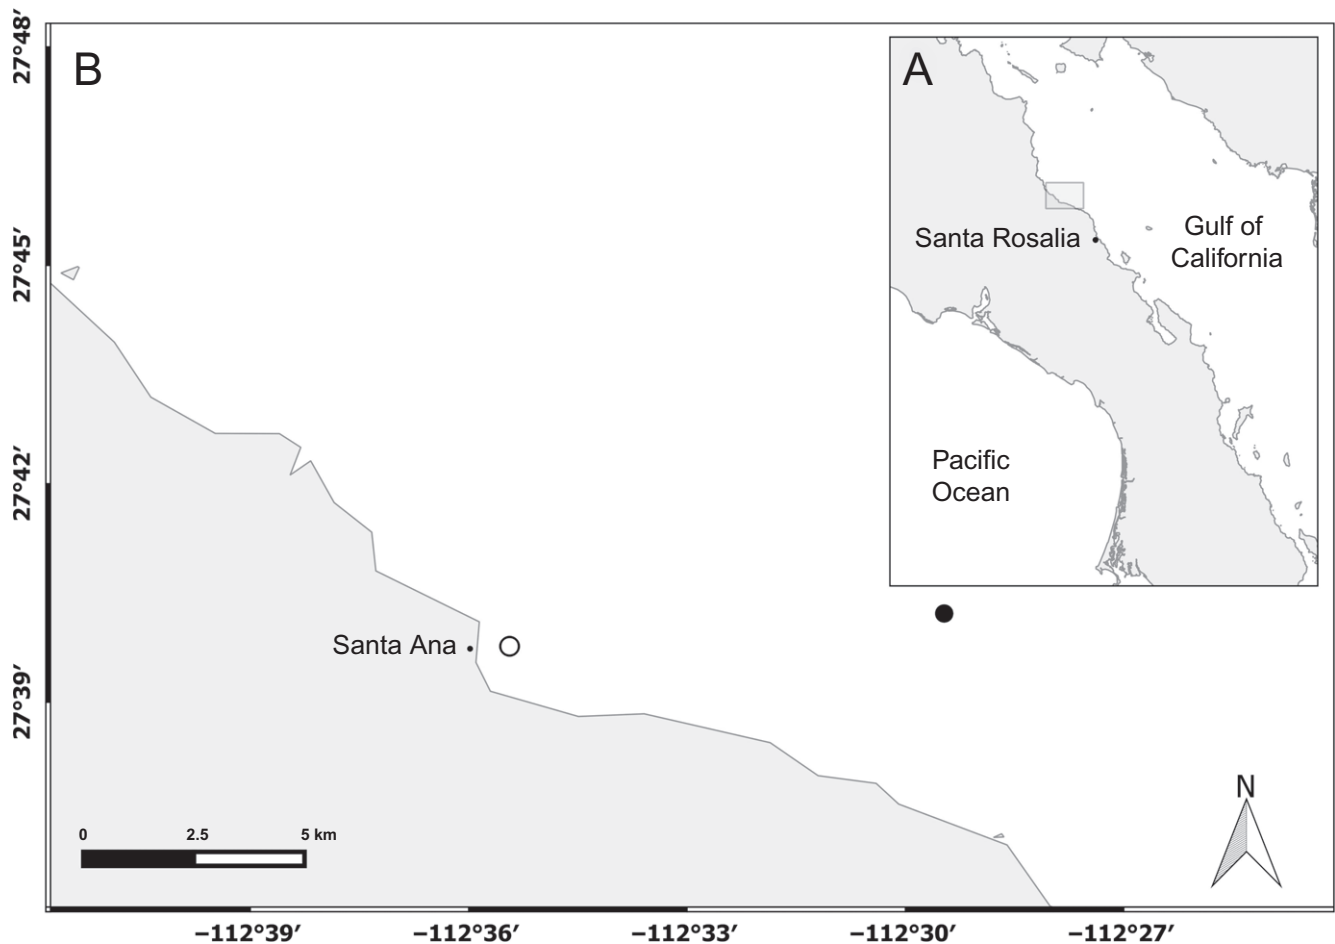 B
A
Santa Rosalia
Gulf of
California
Pacific
Ocean
Santa Ana
0 2.5 5 km
N
27°48′
27°45′
27°42′
27°39′
−112°39′ −112°36′ −112°33′ −112°30′ −112°27′